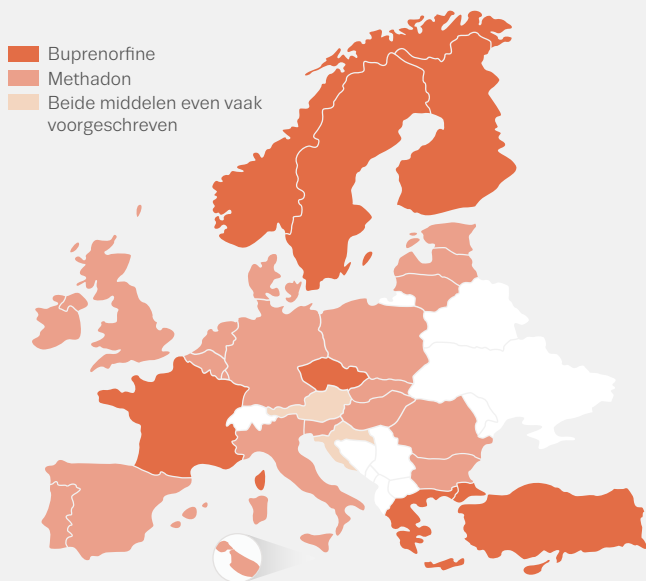 Buprenorfine
Methadon
Beide middelen even vaak
voorgeschreven